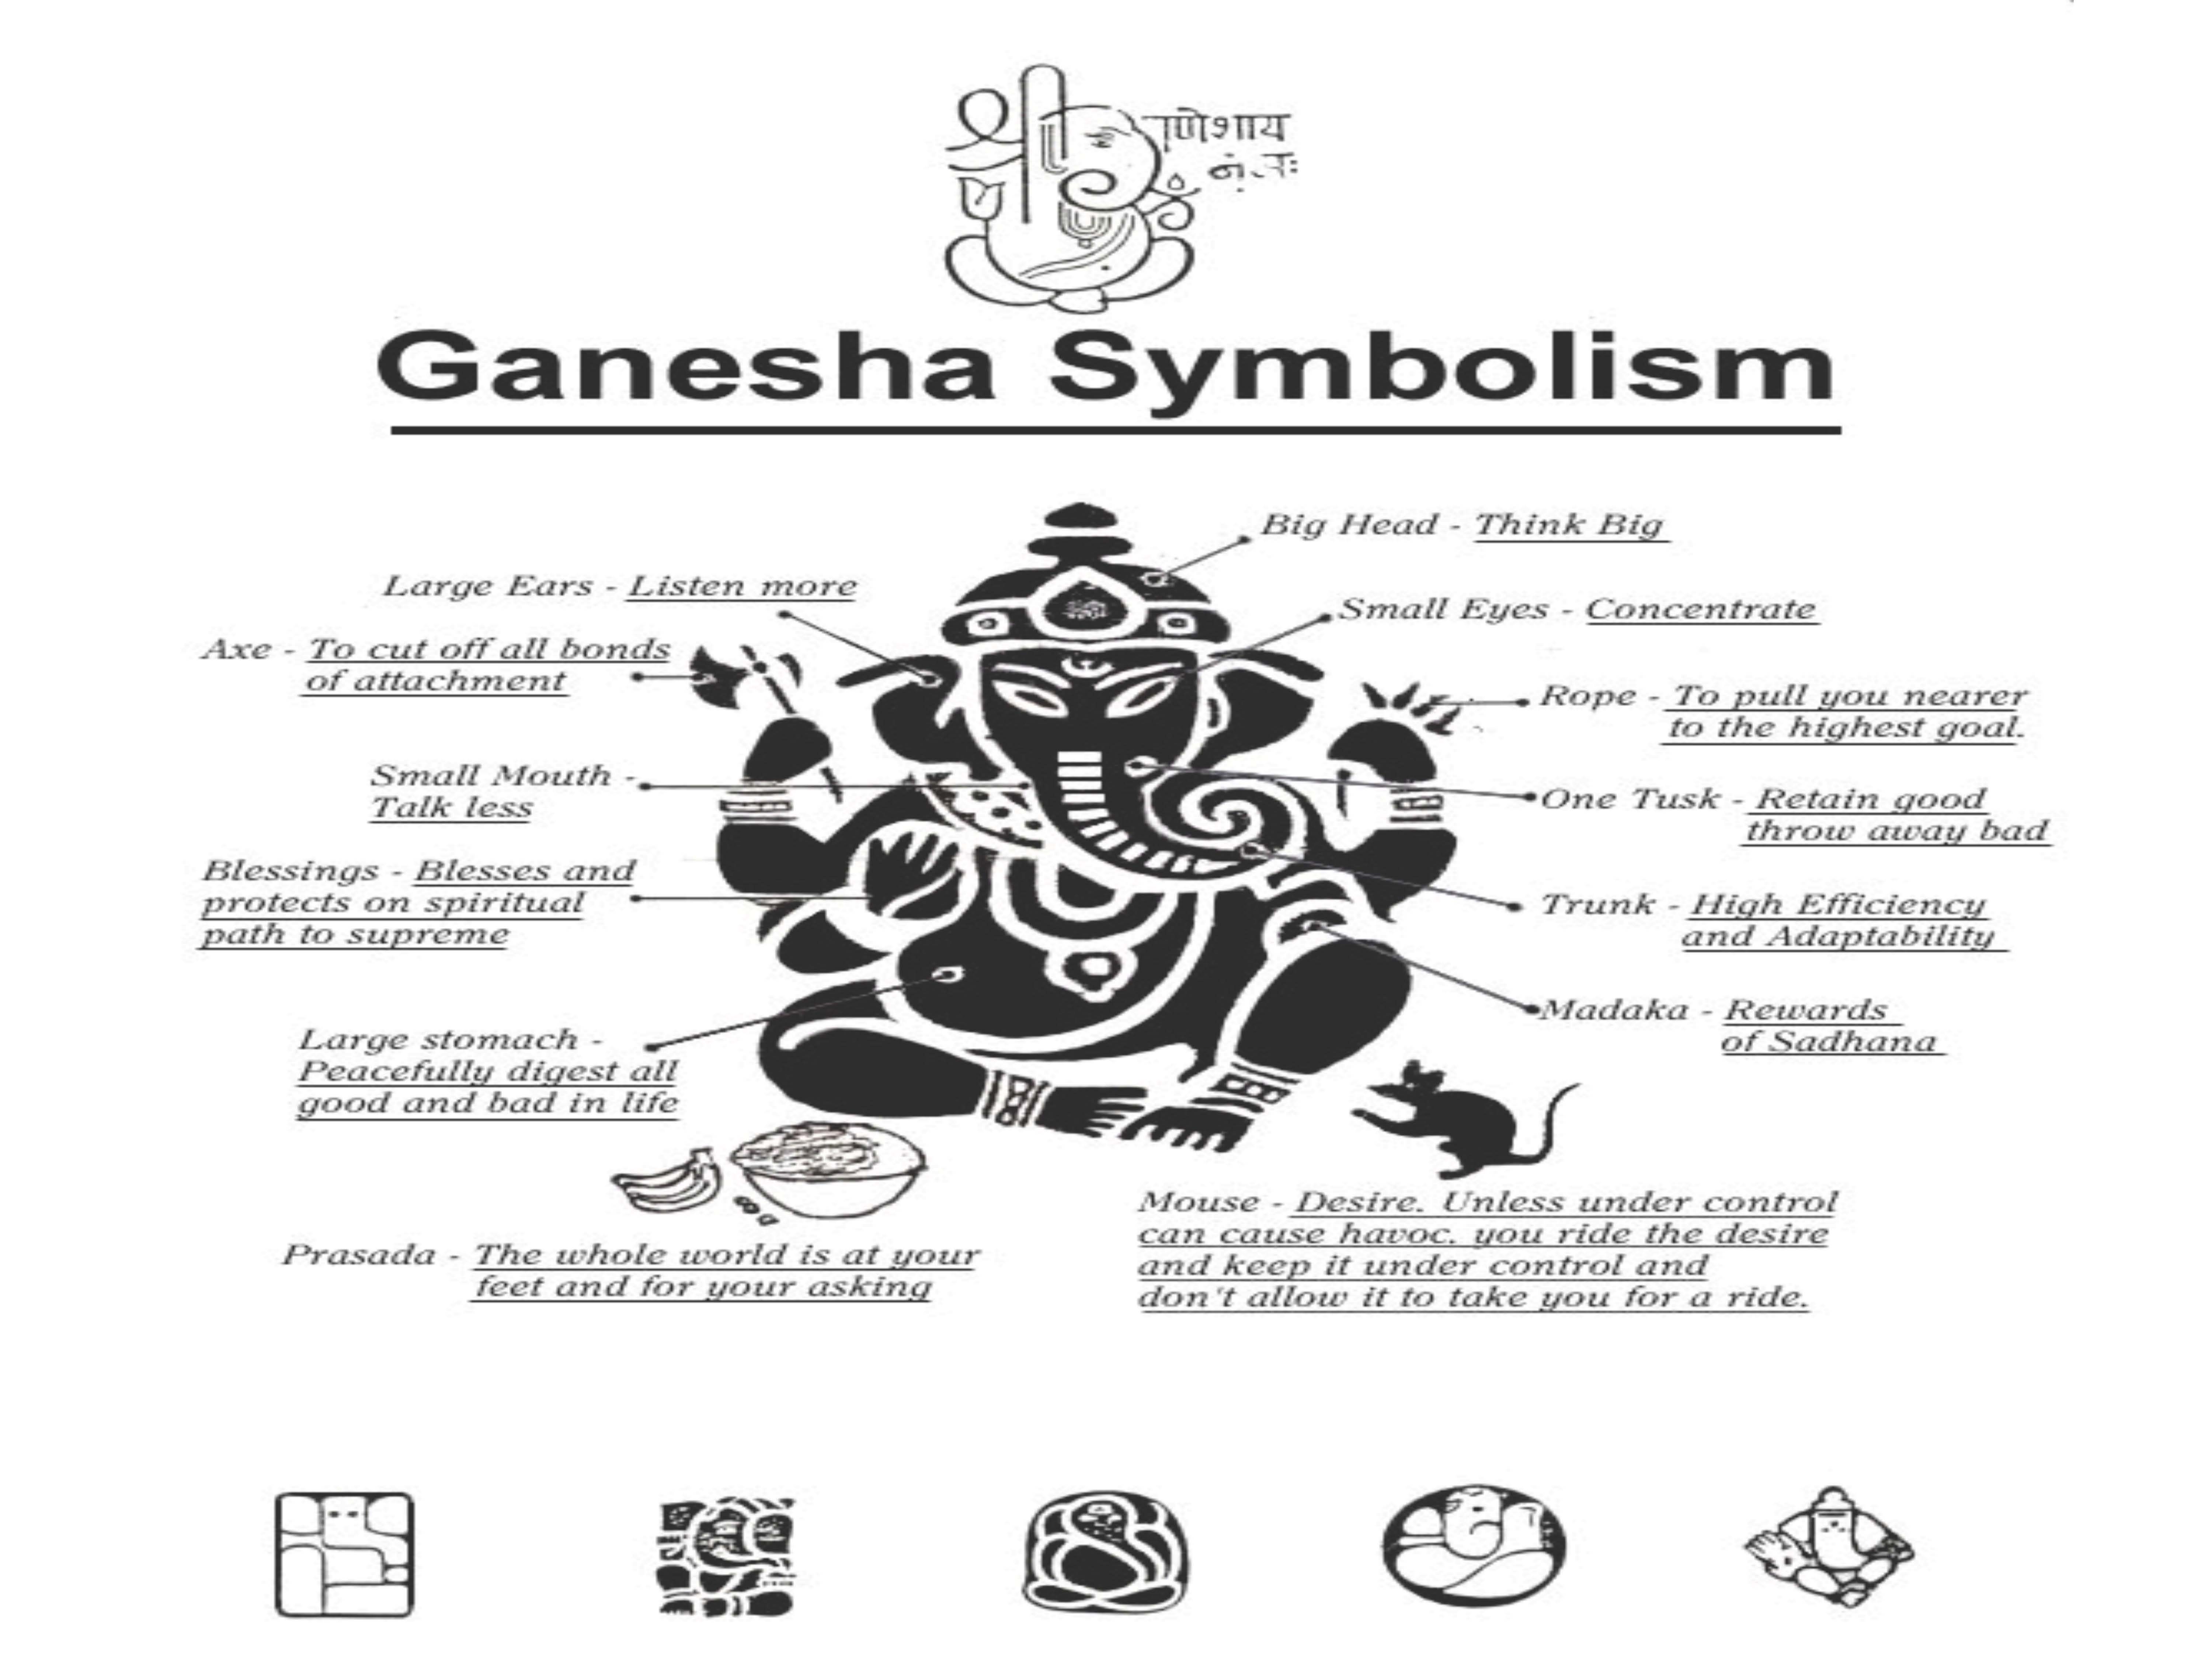 गणेशाय
Ganesha Symbolism
Big Head - Think Big
Large Ears - Listen more
Small Eyes - Concentrate
Axe - To cut off all bonds
of attachment
Rope - To pull you nearer
to the highest goal.
Small Mouth -
Talk less
One Tusk - Retain good
throw away bad
Blessings - Blesses and
protects on spiritual
path to supreme
Trunk - High Efficiency
and Adaptability
Madaka - Rewards
of Sadhana
Large stomach -
Peacefully digest all
good and bad in life
Mouse - Desire. Unless under control
can cause havoc. you ride the desire
and keep it under control and
don't allow it to take you for a ride.
Prasada - The whole world is at your
feet and for your asking